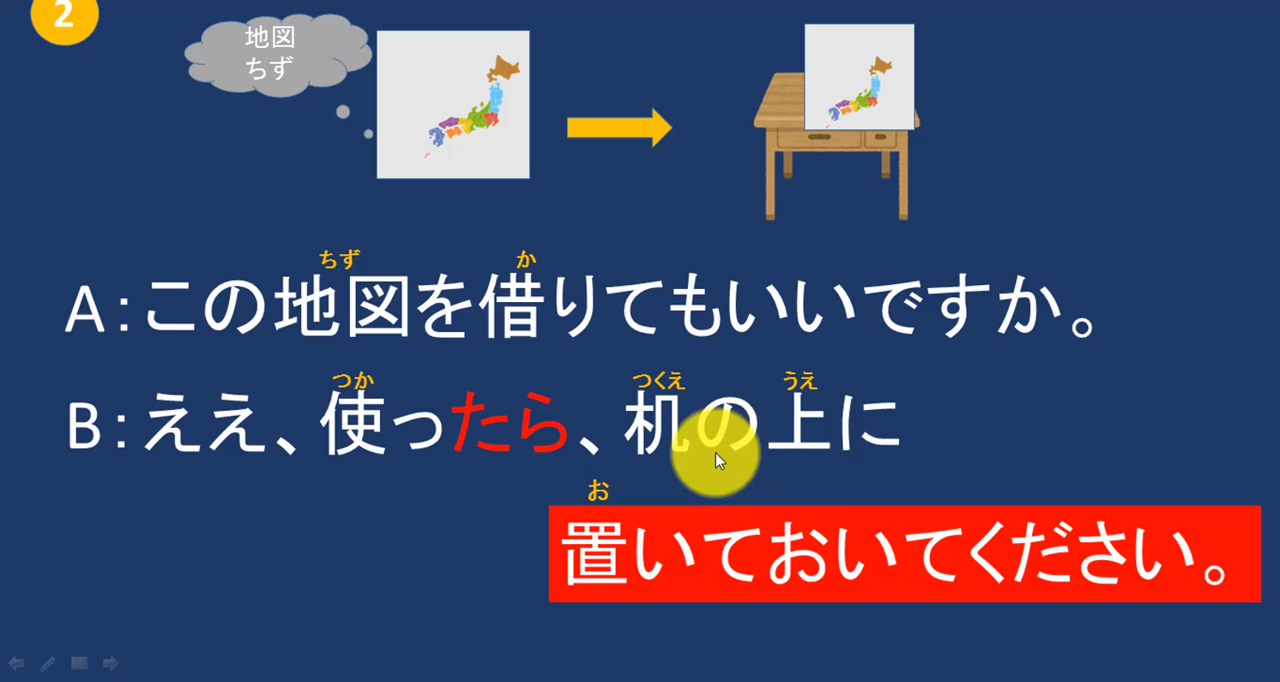 2
地図
ちず
ちず か
A:この地図を借りてもいいですか。
つか つくえ うえ
B:ええ、使ったら、机の上に
お
置いておいてください。